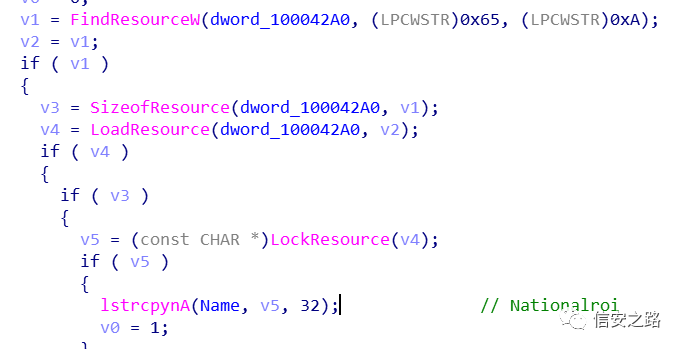 v1 = FindResourceW(dword_100042A0, (LPCWSTR)0x65, (LPCWSTR)0xA);
v2 = v1;
if ( v1 )
{
v3 = SizeofResource(dword_100042A0, v1);
v4 = LoadResource(dword_100042A0, v2);
if ( v4 )
{
if ( v3 )
{
v5 = (const CHAR *)LockResource(v4);
if ( v5 )
{
lstrcpynA(Name, v5, 32); // Nationalroi
v0 = 1;
信安之路